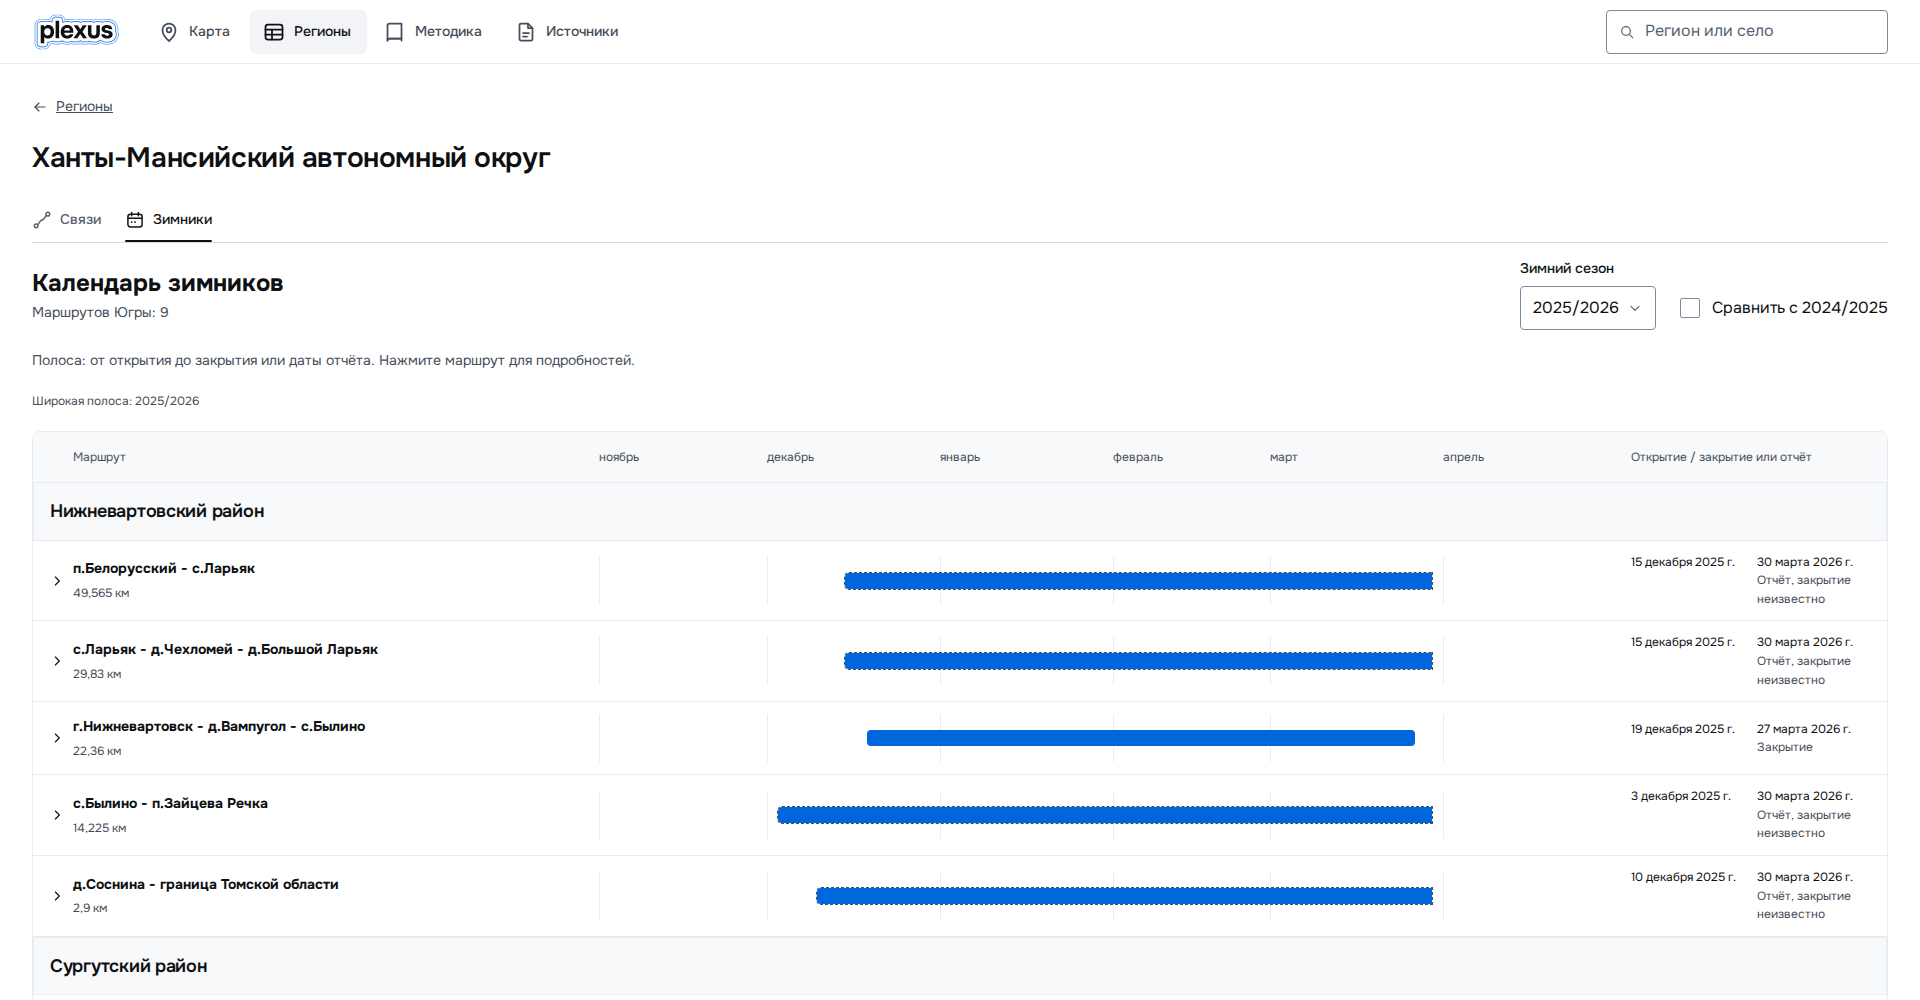 plexus
Карта
Регионы
Методика
Источники
Регион или село
Регионы
Ханты-Мансийский автономный округ
Связи
Зимники
Календарь зимников
Маршрутов Югры: 9
Зимний сезон
2025/2026
Сравнить с 2024/2025
Полоса: от открытия до закрытия или даты отчёта. Нажмите маршрут для подробностей.
Широкая полоса: 2025/2026
Маршрут
ноябрь
декабрь
январь
февраль
март
апрель
Открытие / закрытие или отчёт
Нижневартовский район
п.Белорусский - с.Ларьяк
49,565 км
15 декабря 2025 г.
30 марта 2026 г.
Отчёт, закрытие
неизвестно
с.Ларьяк - д.Чехломей - д.Большой Ларьяк
29,83 км
15 декабря 2025 г.
30 марта 2026 г.
Отчёт, закрытие
неизвестно
г.Нижневартовск - д.Вампугол - с.Былино
22,36 км
19 декабря 2025 г.
27 марта 2026 г.
Закрытие
с.Былино - п.Зайцева Речка
14,225 км
3 декабря 2025 г.
30 марта 2026 г.
Отчёт, закрытие
неизвестно
д.Соснина - граница Томской области
2,9 км
10 декабря 2025 г.
30 марта 2026 г.
Отчёт, закрытие
неизвестно
Сургутский район